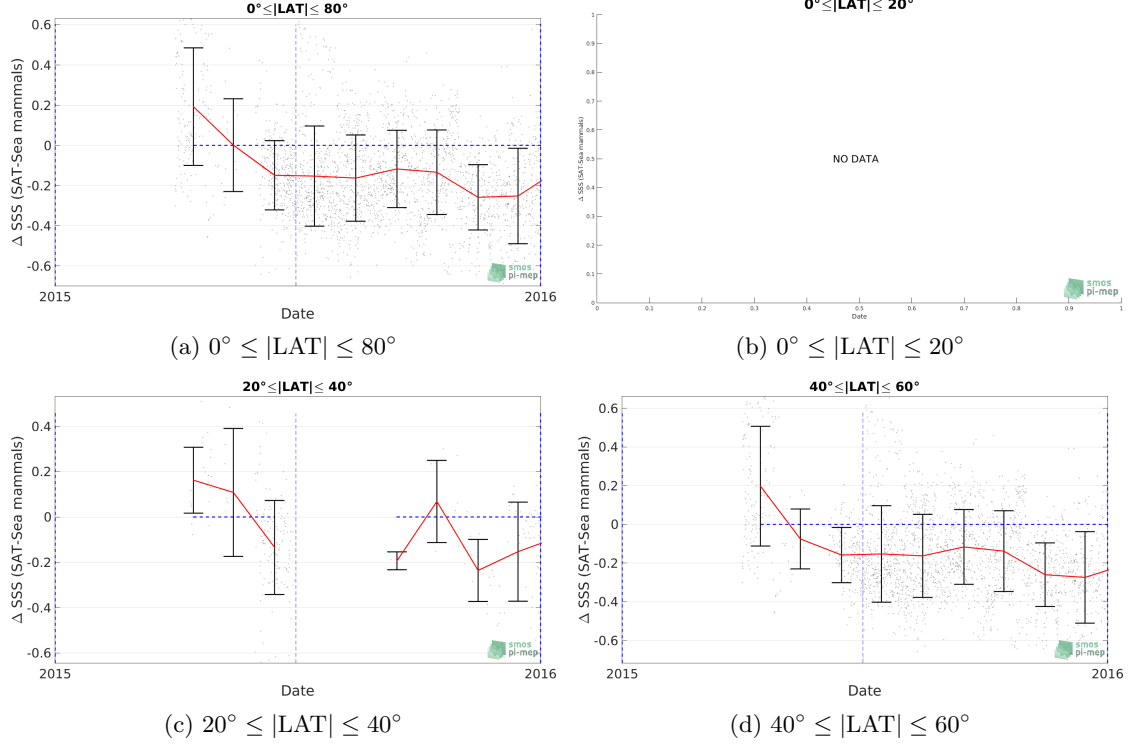 0°≤|LAT|≤ 80°
0.6
0.4
0.2
0
-0.2
-0.4
-0.6
Δ SSS (SAT-Sea mammals)
2015
2016
Date
smos
pi-mep
(a) 0° ≤ |LAT| ≤ 80°
0°≤|LAT|≤ 20°
1
0.9
0.8
0.7
0.6
0.5
0.4
0.3
0.2
0.1
0
Δ SSS (SAT-Sea mammals)
NO DATA
0 0.1 0.2 0.3 0.4 0.5 0.6 0.7 0.8 0.9 1
Date
smos
pi-mep
(b) 0° ≤ |LAT| ≤ 20°
20°≤|LAT|≤ 40°
0.4
0.2
0
-0.2
-0.4
-0.6
Δ SSS (SAT-Sea mammals)
2015
2016
Date
smos
pi-mep
(c) 20° ≤ |LAT| ≤ 40°
40°≤|LAT|≤ 60°
0.6
0.4
0.2
0
-0.2
-0.4
-0.6
Δ SSS (SAT-Sea mammals)
2015
2016
Date
smos
pi-mep
(d) 40° ≤ |LAT| ≤ 60°